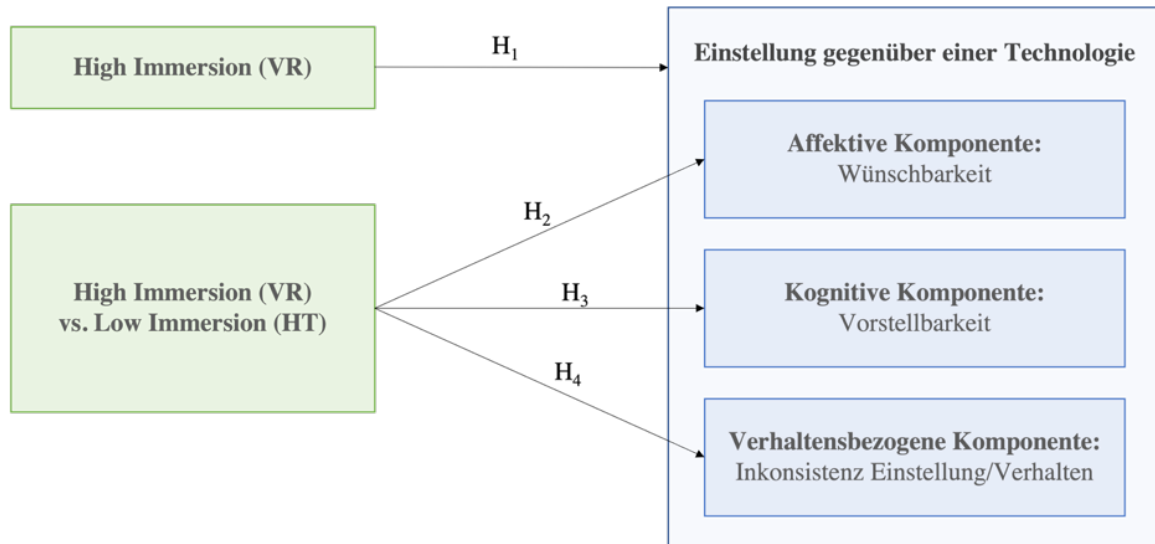 High Immersion (VR)
H1
Einstellung gegenüber einer Technologie
Affektive Komponente:
Wünschbarkeit
H2
High Immersion (VR)
vs. Low Immersion (HT)
H3
Kognitive Komponente:
Vorstellbarkeit
H4
Verhaltensbezogene Komponente:
Inkonsistenz Einstellung/Verhalten